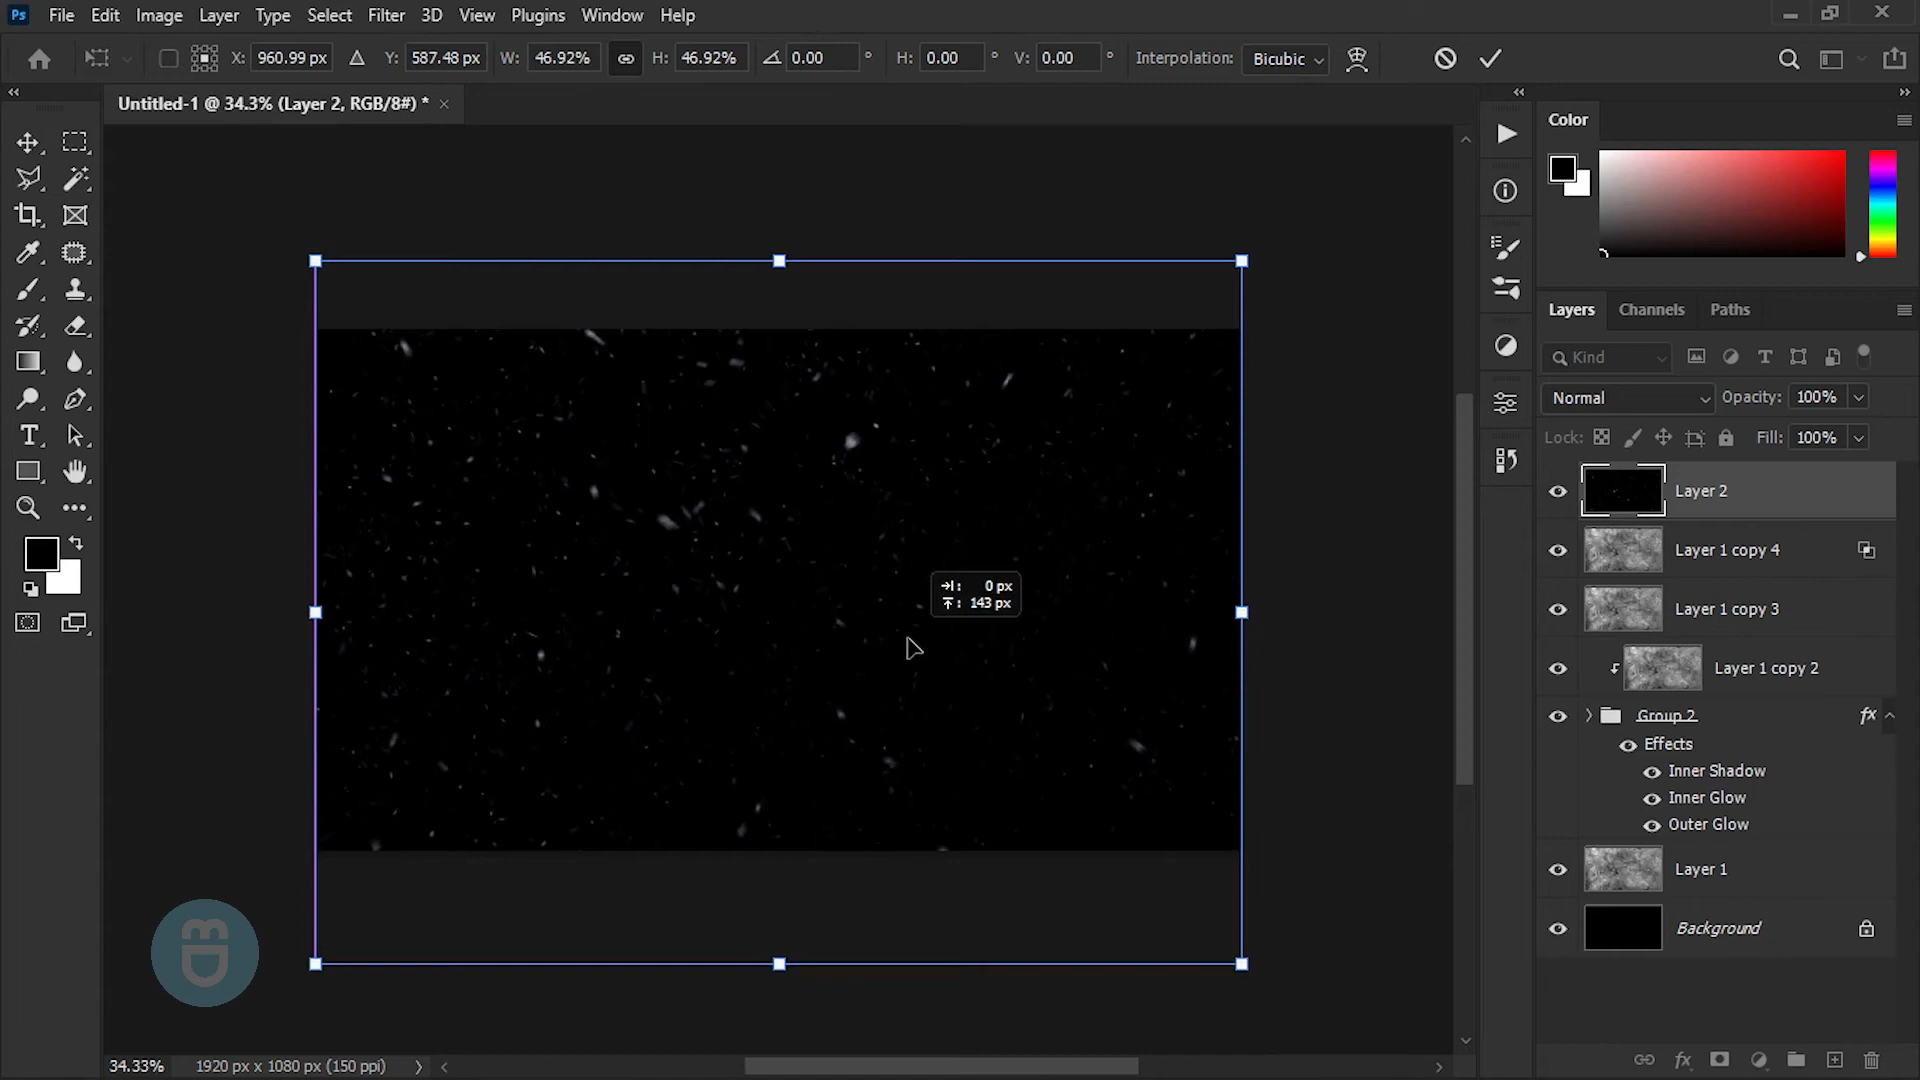 Ps File Edit Image Layer Type Select Filter 3D View Plugins Window Help
X: 960.99 px Y: 587.48 px W: 46.92% H: 46.92% 0.00 ° H: 0.00 ° V: 0.00 ° Interpolation: Bicubic
Untitled-1 @ 34.3% (Layer 2, RGB/8#) *
Color
Layers Channels Paths
Kind
Normal Opacity: 100%
Lock: Fill: 100%
Layer 2
Layer 1 copy 4
Layer 1 copy 3
Layer 1 copy 2
Group 2 fx
Effects
Inner Shadow
Inner Glow
Outer Glow
Layer 1
Background
0 px
143 px
34.33% 1920 px x 1080 px (150 ppi)
fx